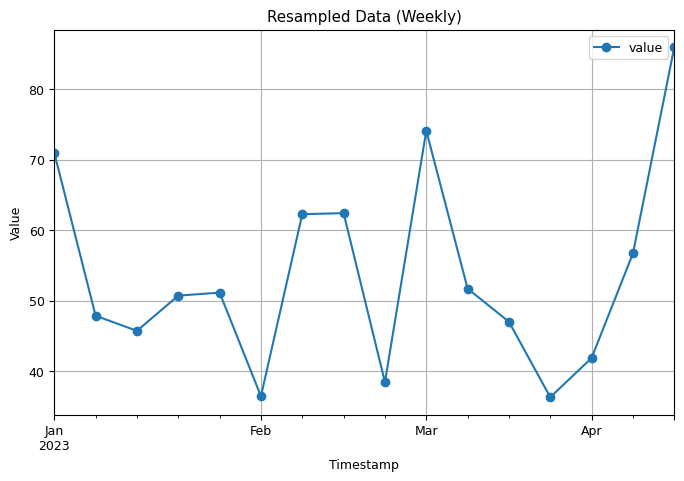 Resampled Data (Weekly)
value
Value
80
70
60
50
40
Jan
2023
Feb
Mar
Apr
Timestamp